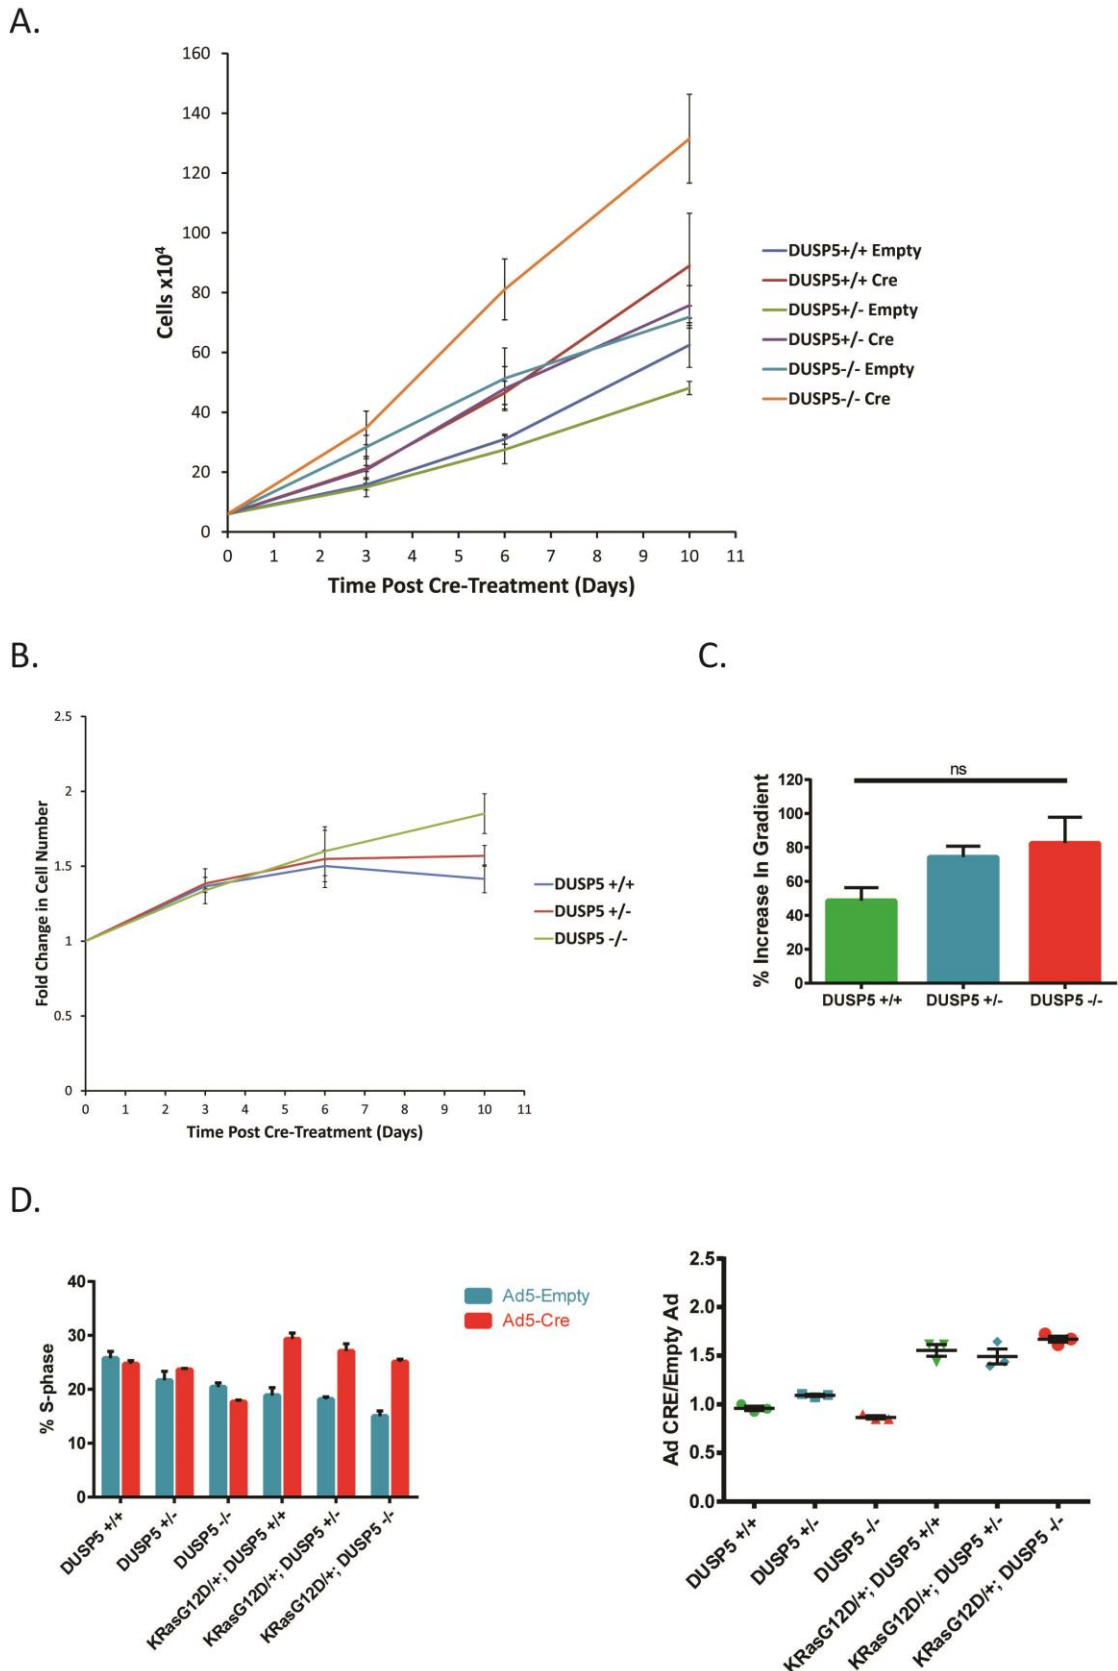 A.
160
140
120
100
80
60
40
20
0
Cells x10⁴
0 1 2 3 4 5 6 7 8 9 10 11
Time Post Cre-Treatment (Days)
DUSP5+/+ Empty
DUSP5+/+ Cre
DUSP5+/- Empty
DUSP5+/- Cre
DUSP5-/- Empty
DUSP5-/- Cre
B.
2.5
2
1.5
1
0.5
0
Fold Change in Cell Number
0 1 2 3 4 5 6 7 8 9 10 11
Time Post Cre-Treatment (Days)
DUSP5 +/+
DUSP5 +/-
DUSP5 -/-
C.
ns
120
100
80
60
40
20
0
% Increase In Gradient
DUSP5 +/+ DUSP5 +/- DUSP5 -/-
D.
40
30
20
10
0
% S-phase
Ad5-Empty
Ad5-Cre
DUSP5 +/+
DUSP5 +/-
DUSP5 -/-
KRasG12D/+; DUSP5 +/+
KRasG12D/+; DUSP5 +/-
KRasG12D/+; DUSP5 -/-
2.5
2.0
1.5
1.0
0.5
0.0
Ad CRE/Empty Ad
DUSP5 +/+
DUSP5 +/-
DUSP5 -/-
KRasG12D/+; DUSP5 +/+
KRasG12D/+; DUSP5 +/-
KRasG12D/+; DUSP5 -/-